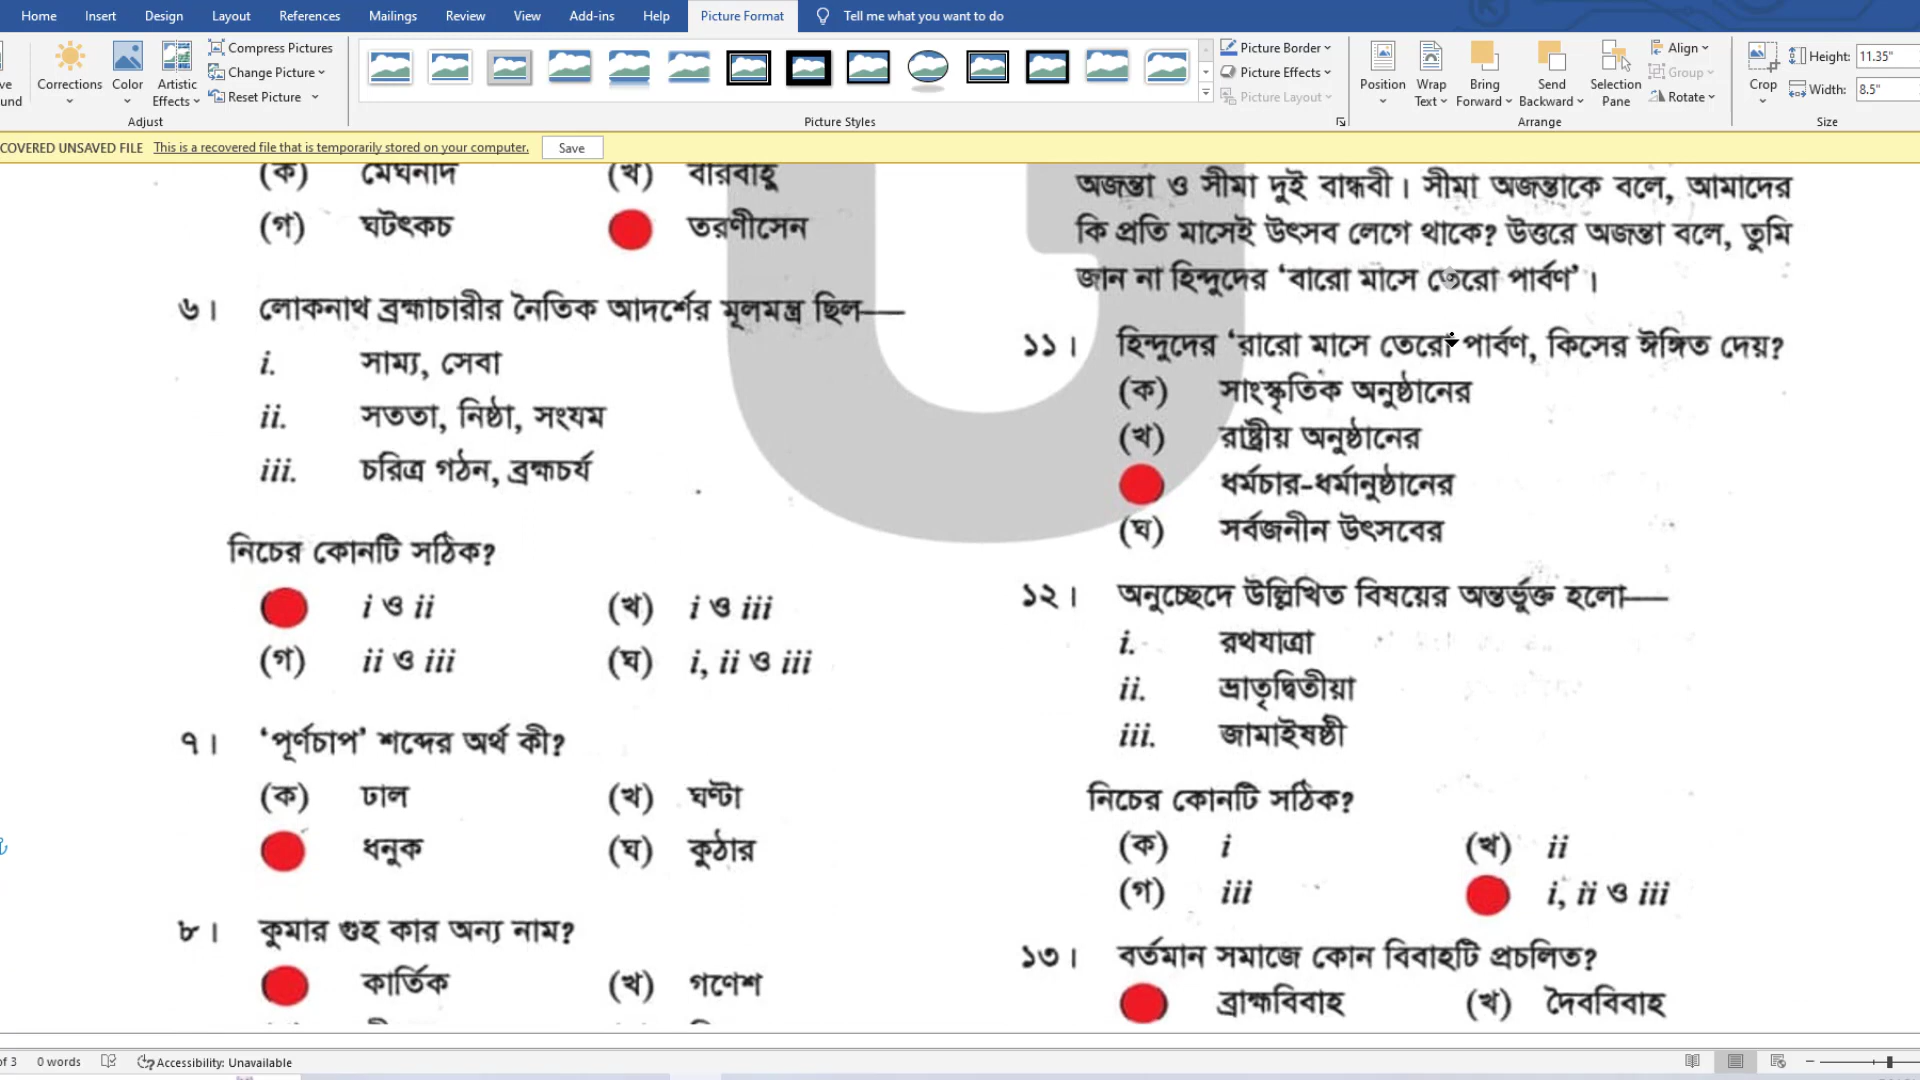 Home Insert Design Layout References Mailings Review View Add-ins Help Picture Format Tell me what you want to do
Corrections
Color
Artistic Effects
Compress Pictures
Change Picture
Reset Picture
Adjust
Picture Styles
Picture Border
Picture Effects
Picture Layout
Position
Wrap Text
Bring Forward
Send Backward
Selection Pane
Align
Group
Rotate
Arrange
Crop
Height: 11.35"
Width: 8.5"
Size
COVERED UNSAVED FILE This is a recovered file that is temporarily stored on your computer. Save
(ক) মেঘনাদ (খ) বীরবাহু
(গ) ঘটৎকচ তরণীসেন
৬। লোকনাথ ব্রহ্মচারীর নৈতিক আদর্শের মূলমন্ত্র ছিল—
i. সাম্য, সেবা
ii. সততা, নিষ্ঠা, সংযম
iii. চরিত্র গঠন, ব্রহ্মচর্য
নিচের কোনটি সঠিক?
i ও ii (খ) i ও iii
(গ) ii ও iii (ঘ) i, ii ও iii
৭। ‘পূর্ণচাপ’ শব্দের অর্থ কী?
(ক) ঢাল (খ) ঘণ্টা
ধনুক (ঘ) কুঠার
৮। কুমার গুহ কার অন্য নাম?
কার্তিক (খ) গণেশ
অজন্তা ও সীমা দুই বান্ধবী। সীমা অজন্তাকে বলে, আমাদের
কি প্রতি মাসেই উৎসব লেগে থাকে? উত্তরে অজন্তা বলে, তুমি
জান না হিন্দুদের ‘বারো মাসে তেরো পার্বণ’।
১১। হিন্দুদের ‘রারো মাসে তেরো পার্বণ, কিসের ঈঙ্গিত দেয়?
(ক) সাংস্কৃতিক অনুষ্ঠানের
(খ) রাষ্ট্রীয় অনুষ্ঠানের
ধর্মচার-ধর্মানুষ্ঠানের
(ঘ) সর্বজনীন উৎসবের
১২। অনুচ্ছেদে উল্লিখিত বিষয়ের অন্তর্ভুক্ত হলো—
i. রথযাত্রা
ii. ভ্রাতৃদ্বিতীয়া
iii. জামাইষষ্ঠী
নিচের কোনটি সঠিক?
(ক) i (খ) ii
(গ) iii i, ii ও iii
১৩। বর্তমান সমাজে কোন বিবাহটি প্রচলিত?
ব্রাহ্মবিবাহ (খ) দৈববিবাহ
of 3 0 words Accessibility: Unavailable